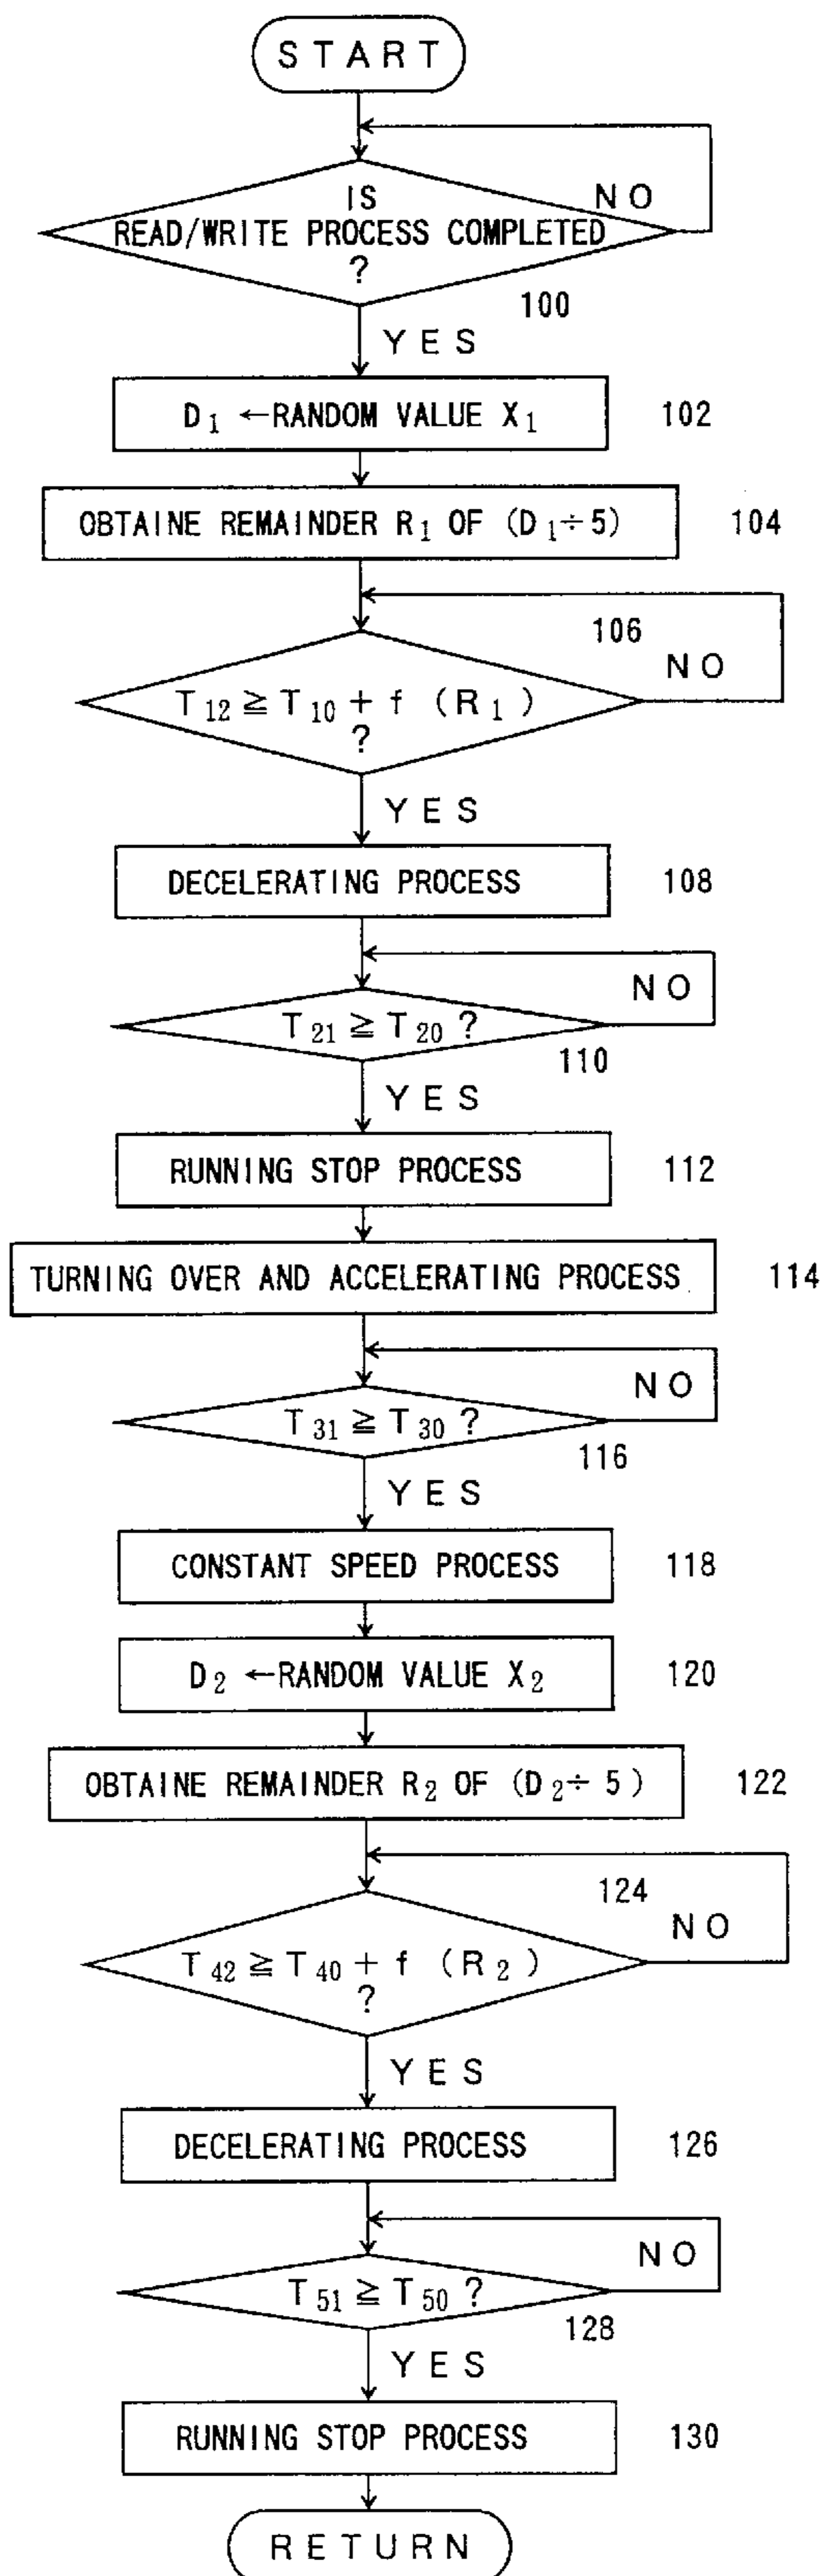 START
IS
NO
READ/WRITE PROCESS COMPLETED
?
100
YES
D₁ ←RANDOM VALUE X₁
102
OBTAINE REMAINDER R₁ OF (D₁÷5)
104
106
NO
T₁₂ ≧ T₁₀ + f (R₁)
?
YES
DECELERATING PROCESS
108
NO
T₂₁ ≧ T₂₀ ?
110
YES
RUNNING STOP PROCESS
112
TURNING OVER AND ACCELERATING PROCESS
114
NO
T₃₁ ≧ T₃₀ ?
116
YES
CONSTANT SPEED PROCESS
118
D₂ ←RANDOM VALUE X₂
120
OBTAINE REMAINDER R₂ OF (D₂÷ 5)
122
124
NO
T₄₂ ≧ T₄₀ + f (R₂)
?
YES
DECELERATING PROCESS
126
NO
T₅₁ ≧ T₅₀ ?
128
YES
RUNNING STOP PROCESS
130
RETURN